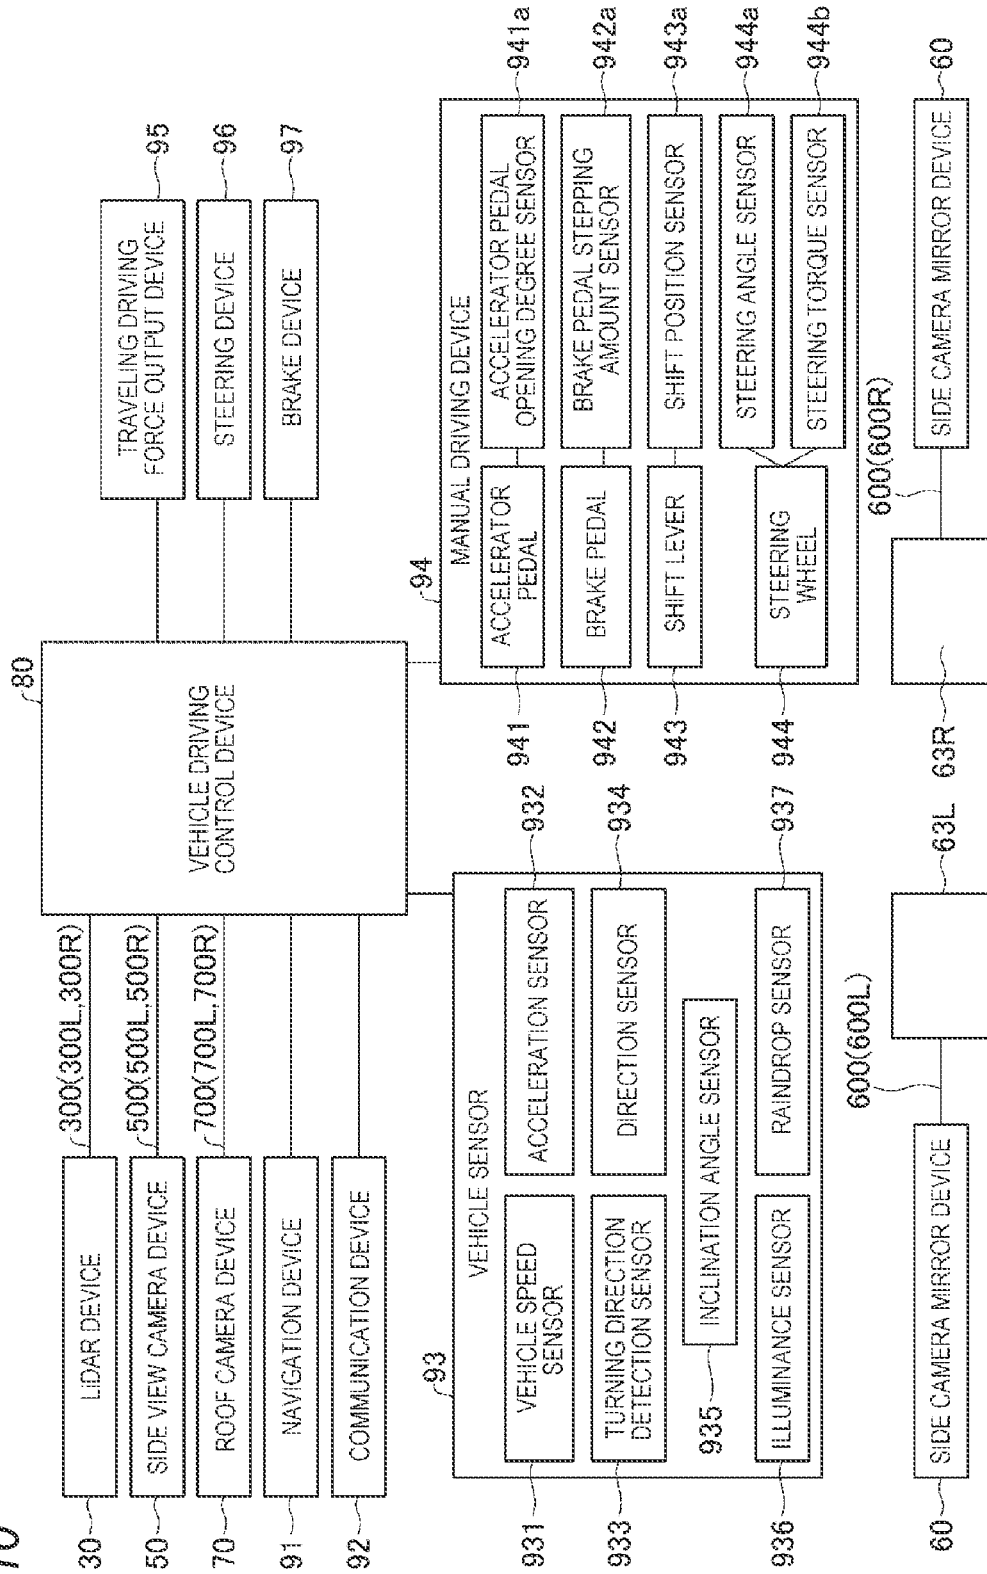 10
80
VEHICLE DRIVING
CONTROL DEVICE
30
LiDAR DEVICE
300(300L,300R)
50
SIDE VIEW CAMERA DEVICE
500(500L,500R)
70
ROOF CAMERA DEVICE
700(700L,700R)
91
NAVIGATION DEVICE
92
COMMUNICATION DEVICE
TRAVELING DRIVING
FORCE OUTPUT DEVICE
95
STEERING DEVICE
96
BRAKE DEVICE
97
93
VEHICLE SENSOR
931
VEHICLE SPEED
SENSOR
ACCELERATION SENSOR
932
933
TURNING DIRECTION
DETECTION SENSOR
DIRECTION SENSOR
934
935
INCLINATION ANGLE SENSOR
936
ILLUMINANCE SENSOR
RAINDROP SENSOR
937
94
MANUAL DRIVING DEVICE
941
ACCELERATOR
PEDAL
ACCELERATOR PEDAL
OPENING DEGREE SENSOR
941a
942
BRAKE PEDAL
BRAKE PEDAL STEPPING
AMOUNT SENSOR
942a
943
SHIFT LEVER
SHIFT POSITION SENSOR
943a
944
STEERING
WHEEL
STEERING ANGLE SENSOR
944a
STEERING TORQUE SENSOR
944b
60
SIDE CAMERA MIRROR DEVICE
600(600L)
63L
63R
600(600R)
SIDE CAMERA MIRROR DEVICE
60